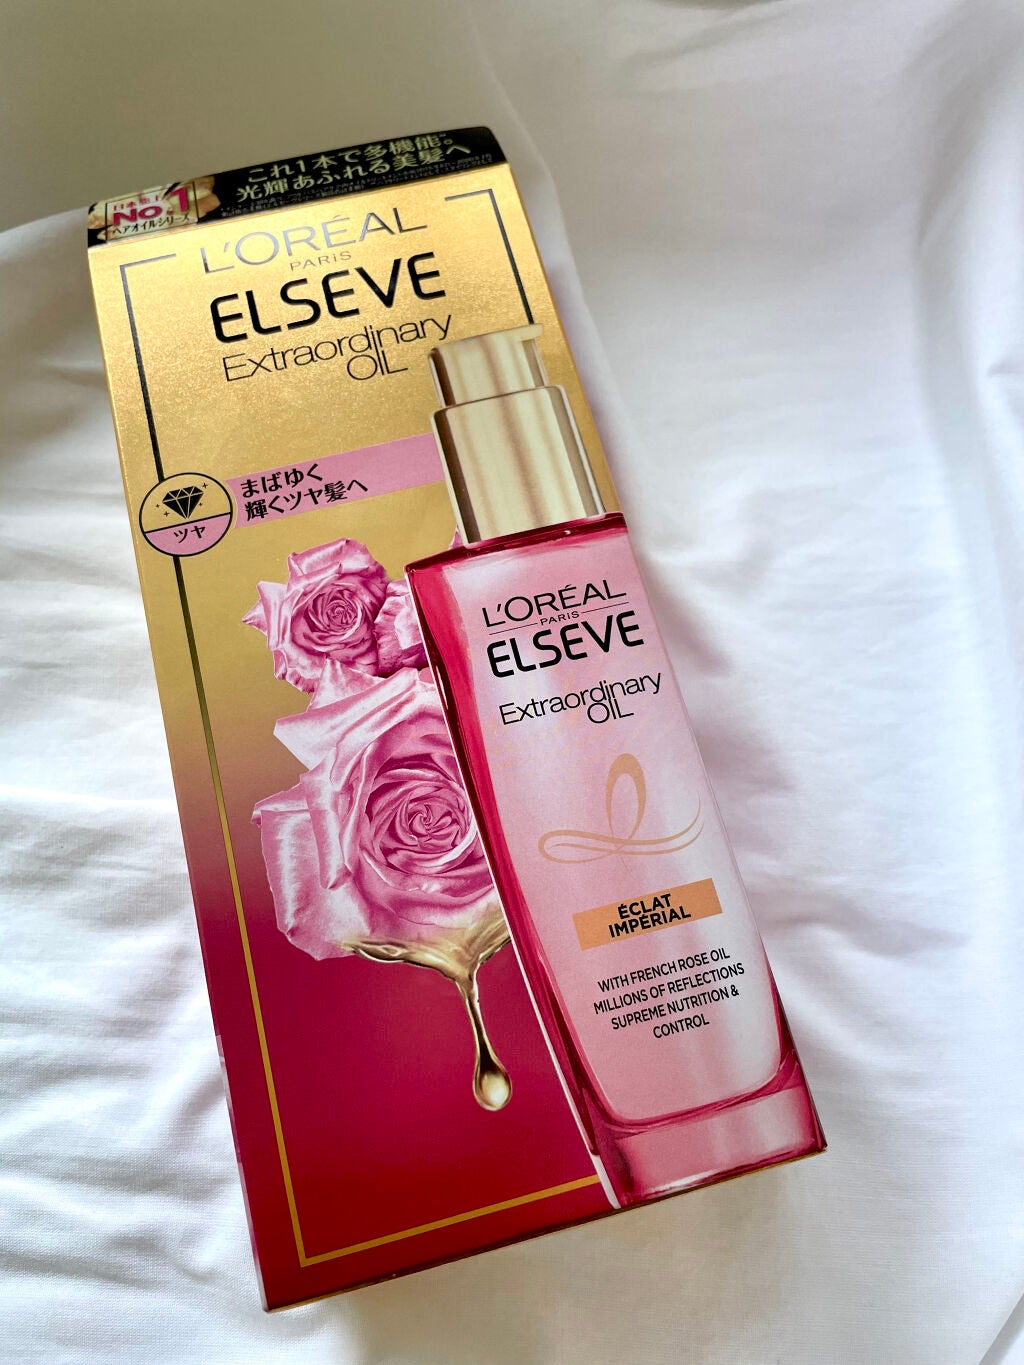 これ1本で多機能
光輝あふれる美髪へ
日本売上
No.1
ヘアオイルシリーズ
L'ORÉAL
PARIS
ELSEVE
Extraordinary
OIL
まばゆく
輝くツヤ髪へ
ツヤ
L'ORÉAL
PARIS
ELSEVE
Extraordinary
OIL
ÉCLAT
IMPÉRIAL
WITH FRENCH ROSE OIL
MILLIONS OF REFLECTIONS
SUPREME NUTRITION &
CONTROL